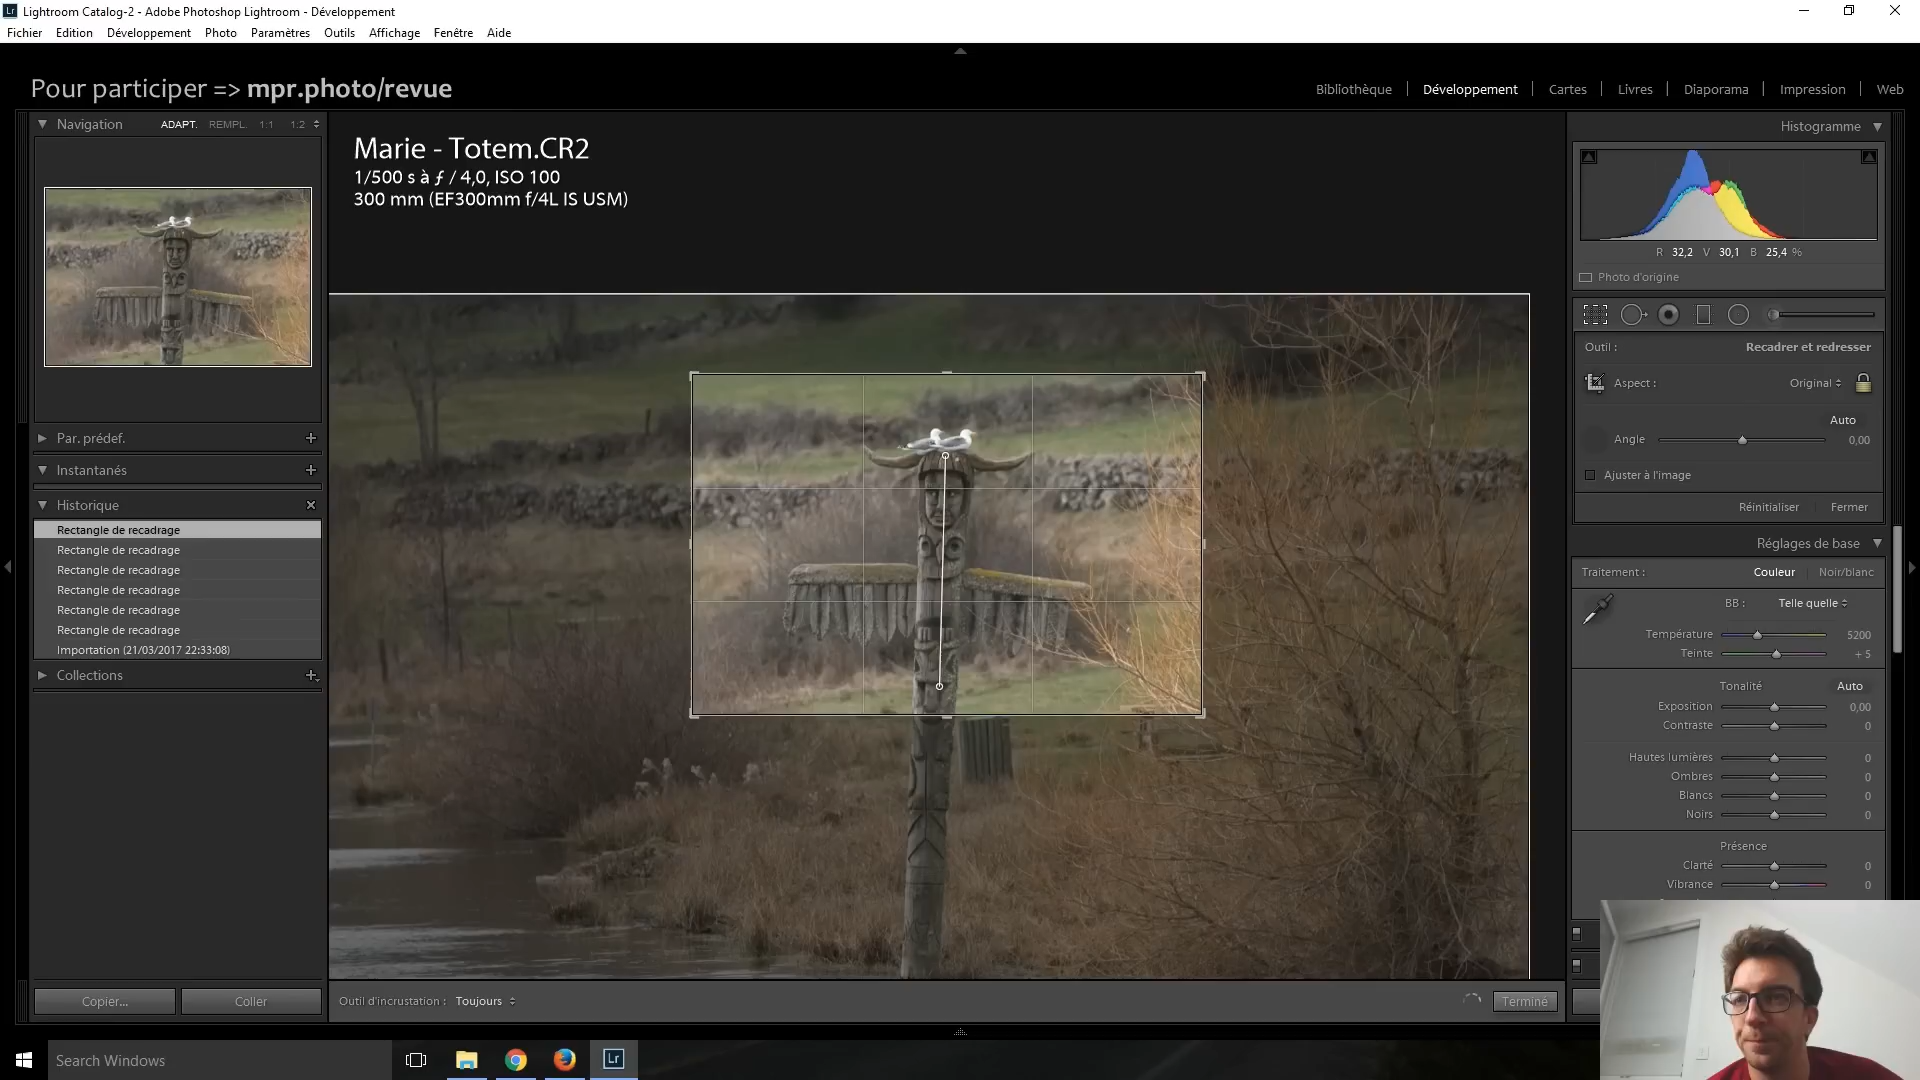 Lightroom Catalog-2 - Adobe Photoshop Lightroom - Développement
Fichier Edition Développement Photo Paramètres Outils Affichage Fenêtre Aide
Pour participer => mpr.photo/revue
Bibliothèque | Développement | Cartes | Livres | Diaporama | Impression | Web
Navigation ADAPT. REMPL. 1:1 1:2
Par. prédef.
Instantanés
Historique
Rectangle de recadrage
Rectangle de recadrage
Rectangle de recadrage
Rectangle de recadrage
Rectangle de recadrage
Rectangle de recadrage
Importation (21/03/2017 22:33:08)
Collections
Copier...
Coller
Marie - Totem.CR2
1/500 s à ƒ / 4,0, ISO 100
300 mm (EF300mm f/4L IS USM)
Outil d'incrustation : Toujours
Terminé
Histogramme
R 32,2 V 30,1 B 25,4 %
Photo d'origine
Outil : Recadrer et redresser
Aspect : Original
Auto
Angle 0,00
Ajuster à l'image
Réinitialiser Fermer
Réglages de base
Traitement : Couleur | Noir/blanc
BB : Telle quelle
Température 5200
Teinte + 5
Tonalité Auto
Exposition 0,00
Contraste 0
Hautes lumières 0
Ombres 0
Blancs 0
Noirs 0
Présence
Clarté 0
Vibrance 0
Search Windows
Lr